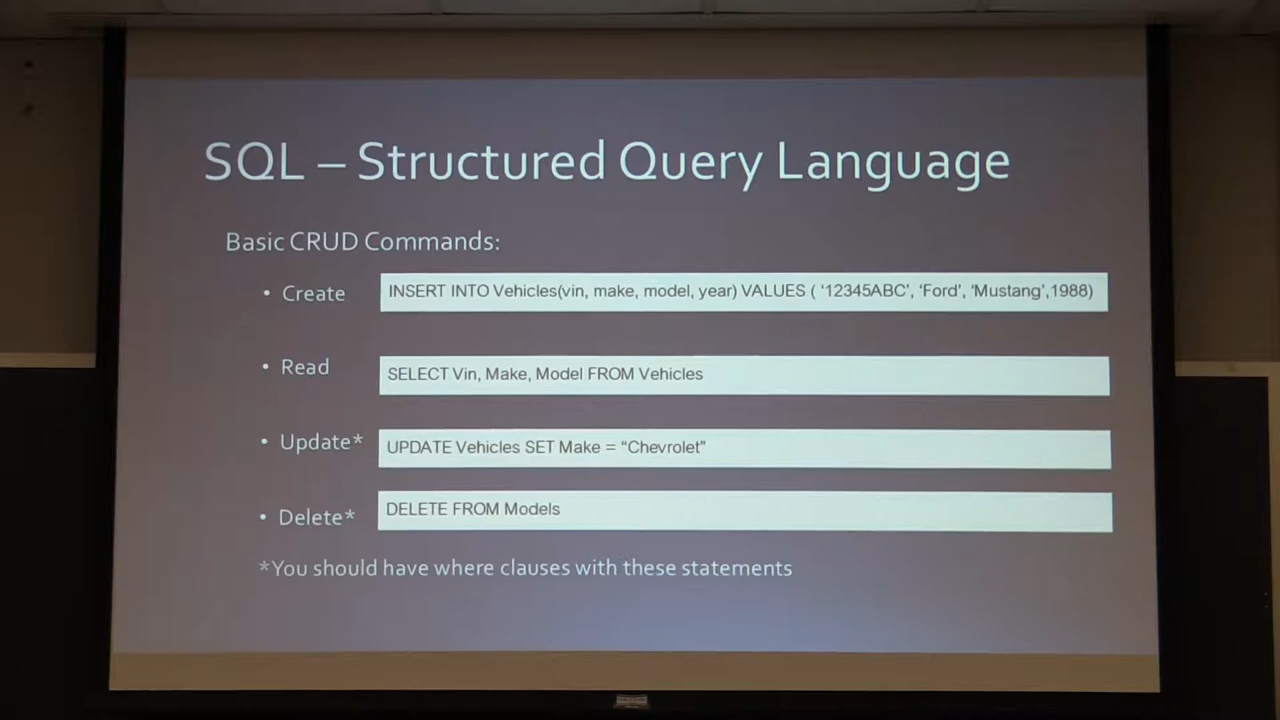 SQL – Structured Query Language
Basic CRUD Commands:
• Create
INSERT INTO Vehicles(vin, make, model, year) VALUES ( ‘12345ABC’, ‘Ford’, ‘Mustang’,1988)
• Read
SELECT Vin, Make, Model FROM Vehicles
• Update*
UPDATE Vehicles SET Make = “Chevrolet”
• Delete*
DELETE FROM Models
*You should have where clauses with these statements